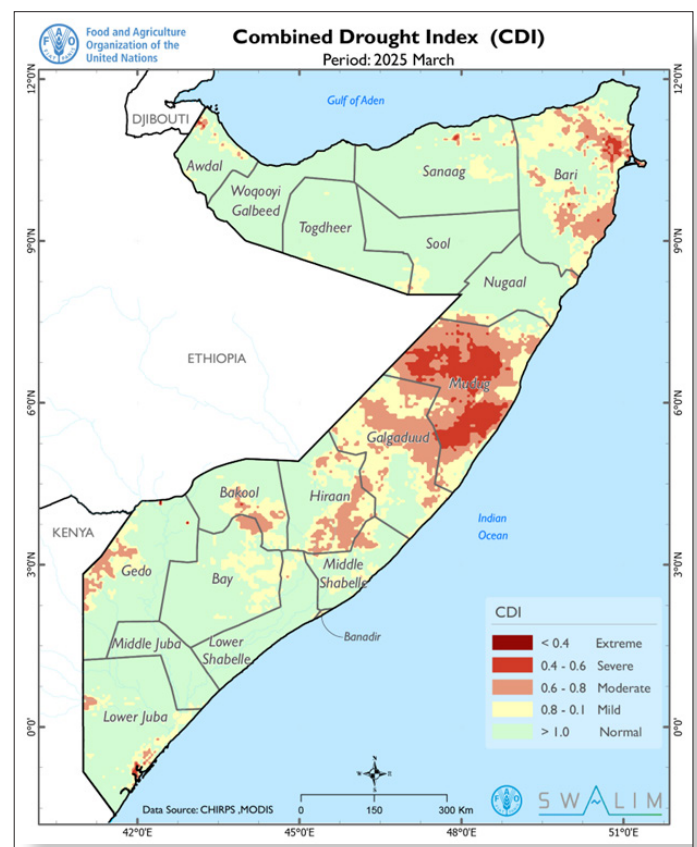 Food and Agriculture
Organization of the
United Nations
Combined Drought Index (CDI)
Period: 2025 March
12°0'N
12°0'N
Gulf of Aden
DJIBOUTI
Awdal
Sanaag
Bari
Woqooyi
Galbeed
Togdheer
9°0'N
9°0'N
Sool
Nugaal
ETHIOPIA
Mudug
6°0'N
6°0'N
Galgaduud
Bakool
Hiraan
Indian
Ocean
KENYA
3°0'N
3°0'N
Gedo
Bay
Middle
Shabelle
CDI
Banadir
Middle Juba
Lower
Shabelle
< 0.4 Extreme
0.4 - 0.6 Severe
0.6 - 0.8 Moderate
0.8 - 0.1 Mild
> 1.0 Normal
Lower Juba
0°0'
0°0'
N
Data Source: CHIRPS ,MODIS
0 150 300 Km
FAO
SWALIM
42°0'E
45°0'E
48°0'E
51°0'E